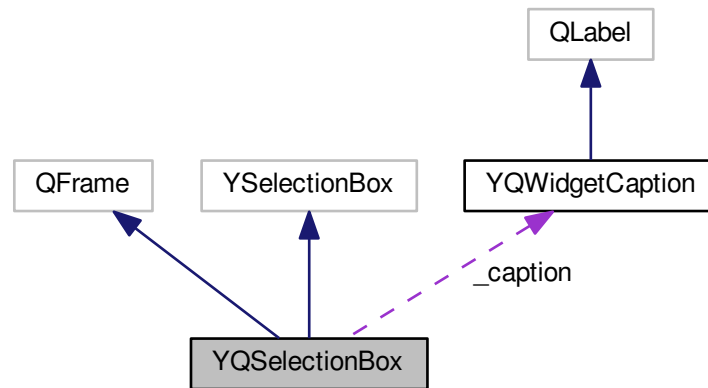 QLabel
QFrame
YSelectionBox
YQWidgetCaption
_caption
YQSelectionBox